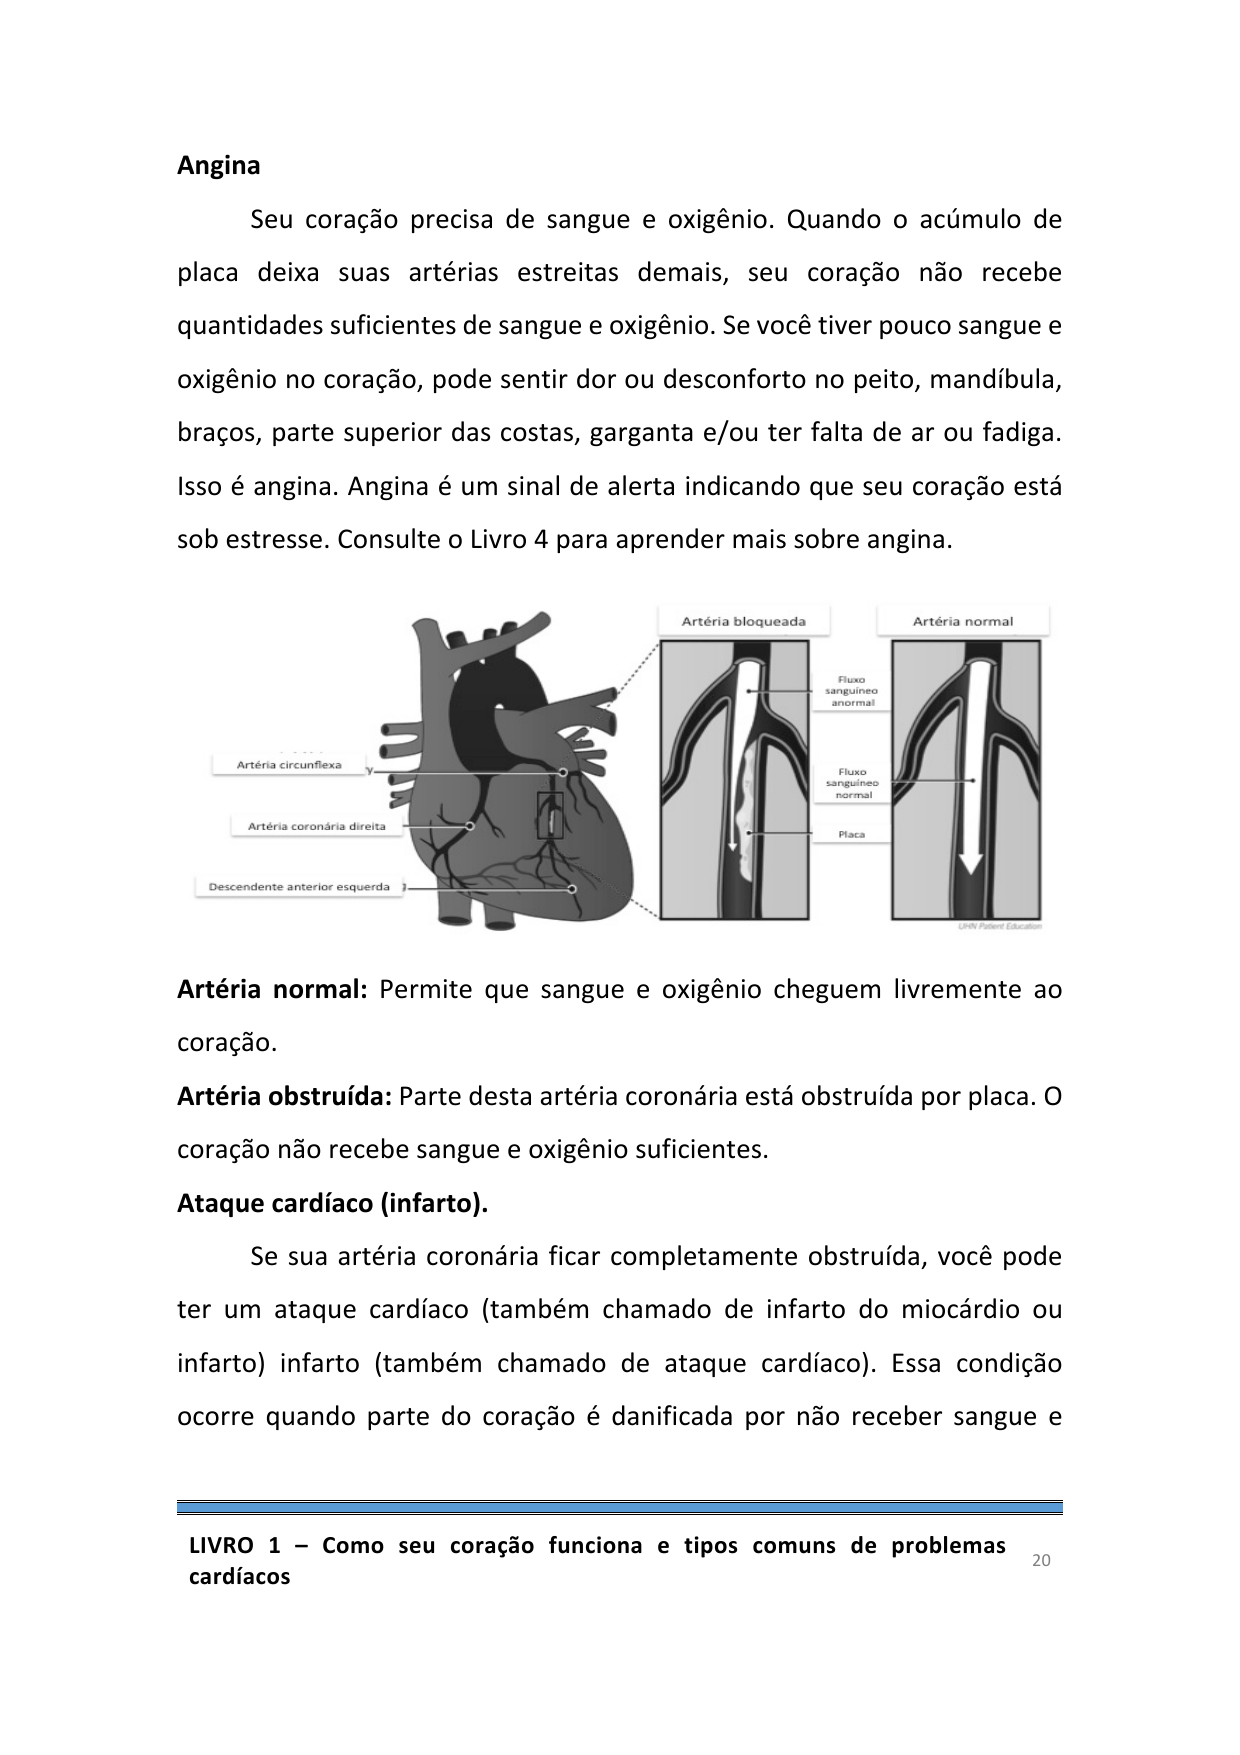 Angina
Seu coração precisa de sangue e oxigênio. Quando o acúmulo de
placa deixa suas artérias estreitas demais, seu coração não recebe
quantidades suficientes de sangue e oxigênio. Se você tiver pouco sangue e
oxigênio no coração, pode sentir dor ou desconforto no peito, mandíbula,
braços, parte superior das costas, garganta e/ou ter falta de ar ou fadiga.
Isso é angina. Angina é um sinal de alerta indicando que seu coração está
sob estresse. Consulte o Livro 4 para aprender mais sobre angina.
Artéria bloqueada
Artéria normal
Fluxo
sanguíneo
anormal
Artéria circunflexa
y
Fluxo
sanguíneo
normal
Artéria coronária direita
Placa
Descendente anterior esquerda
UHN Patient Education
Artéria normal: Permite que sangue e oxigênio cheguem livremente ao
coração.
Artéria obstruída: Parte desta artéria coronária está obstruída por placa. O
coração não recebe sangue e oxigênio suficientes.
Ataque cardíaco (infarto).
Se sua artéria coronária ficar completamente obstruída, você pode
ter um ataque cardíaco (também chamado de infarto do miocárdio ou
infarto) infarto (também chamado de ataque cardíaco). Essa condição
ocorre quando parte do coração é danificada por não receber sangue e
LIVRO 1 – Como seu coração funciona e tipos comuns de problemas
cardíacos
20